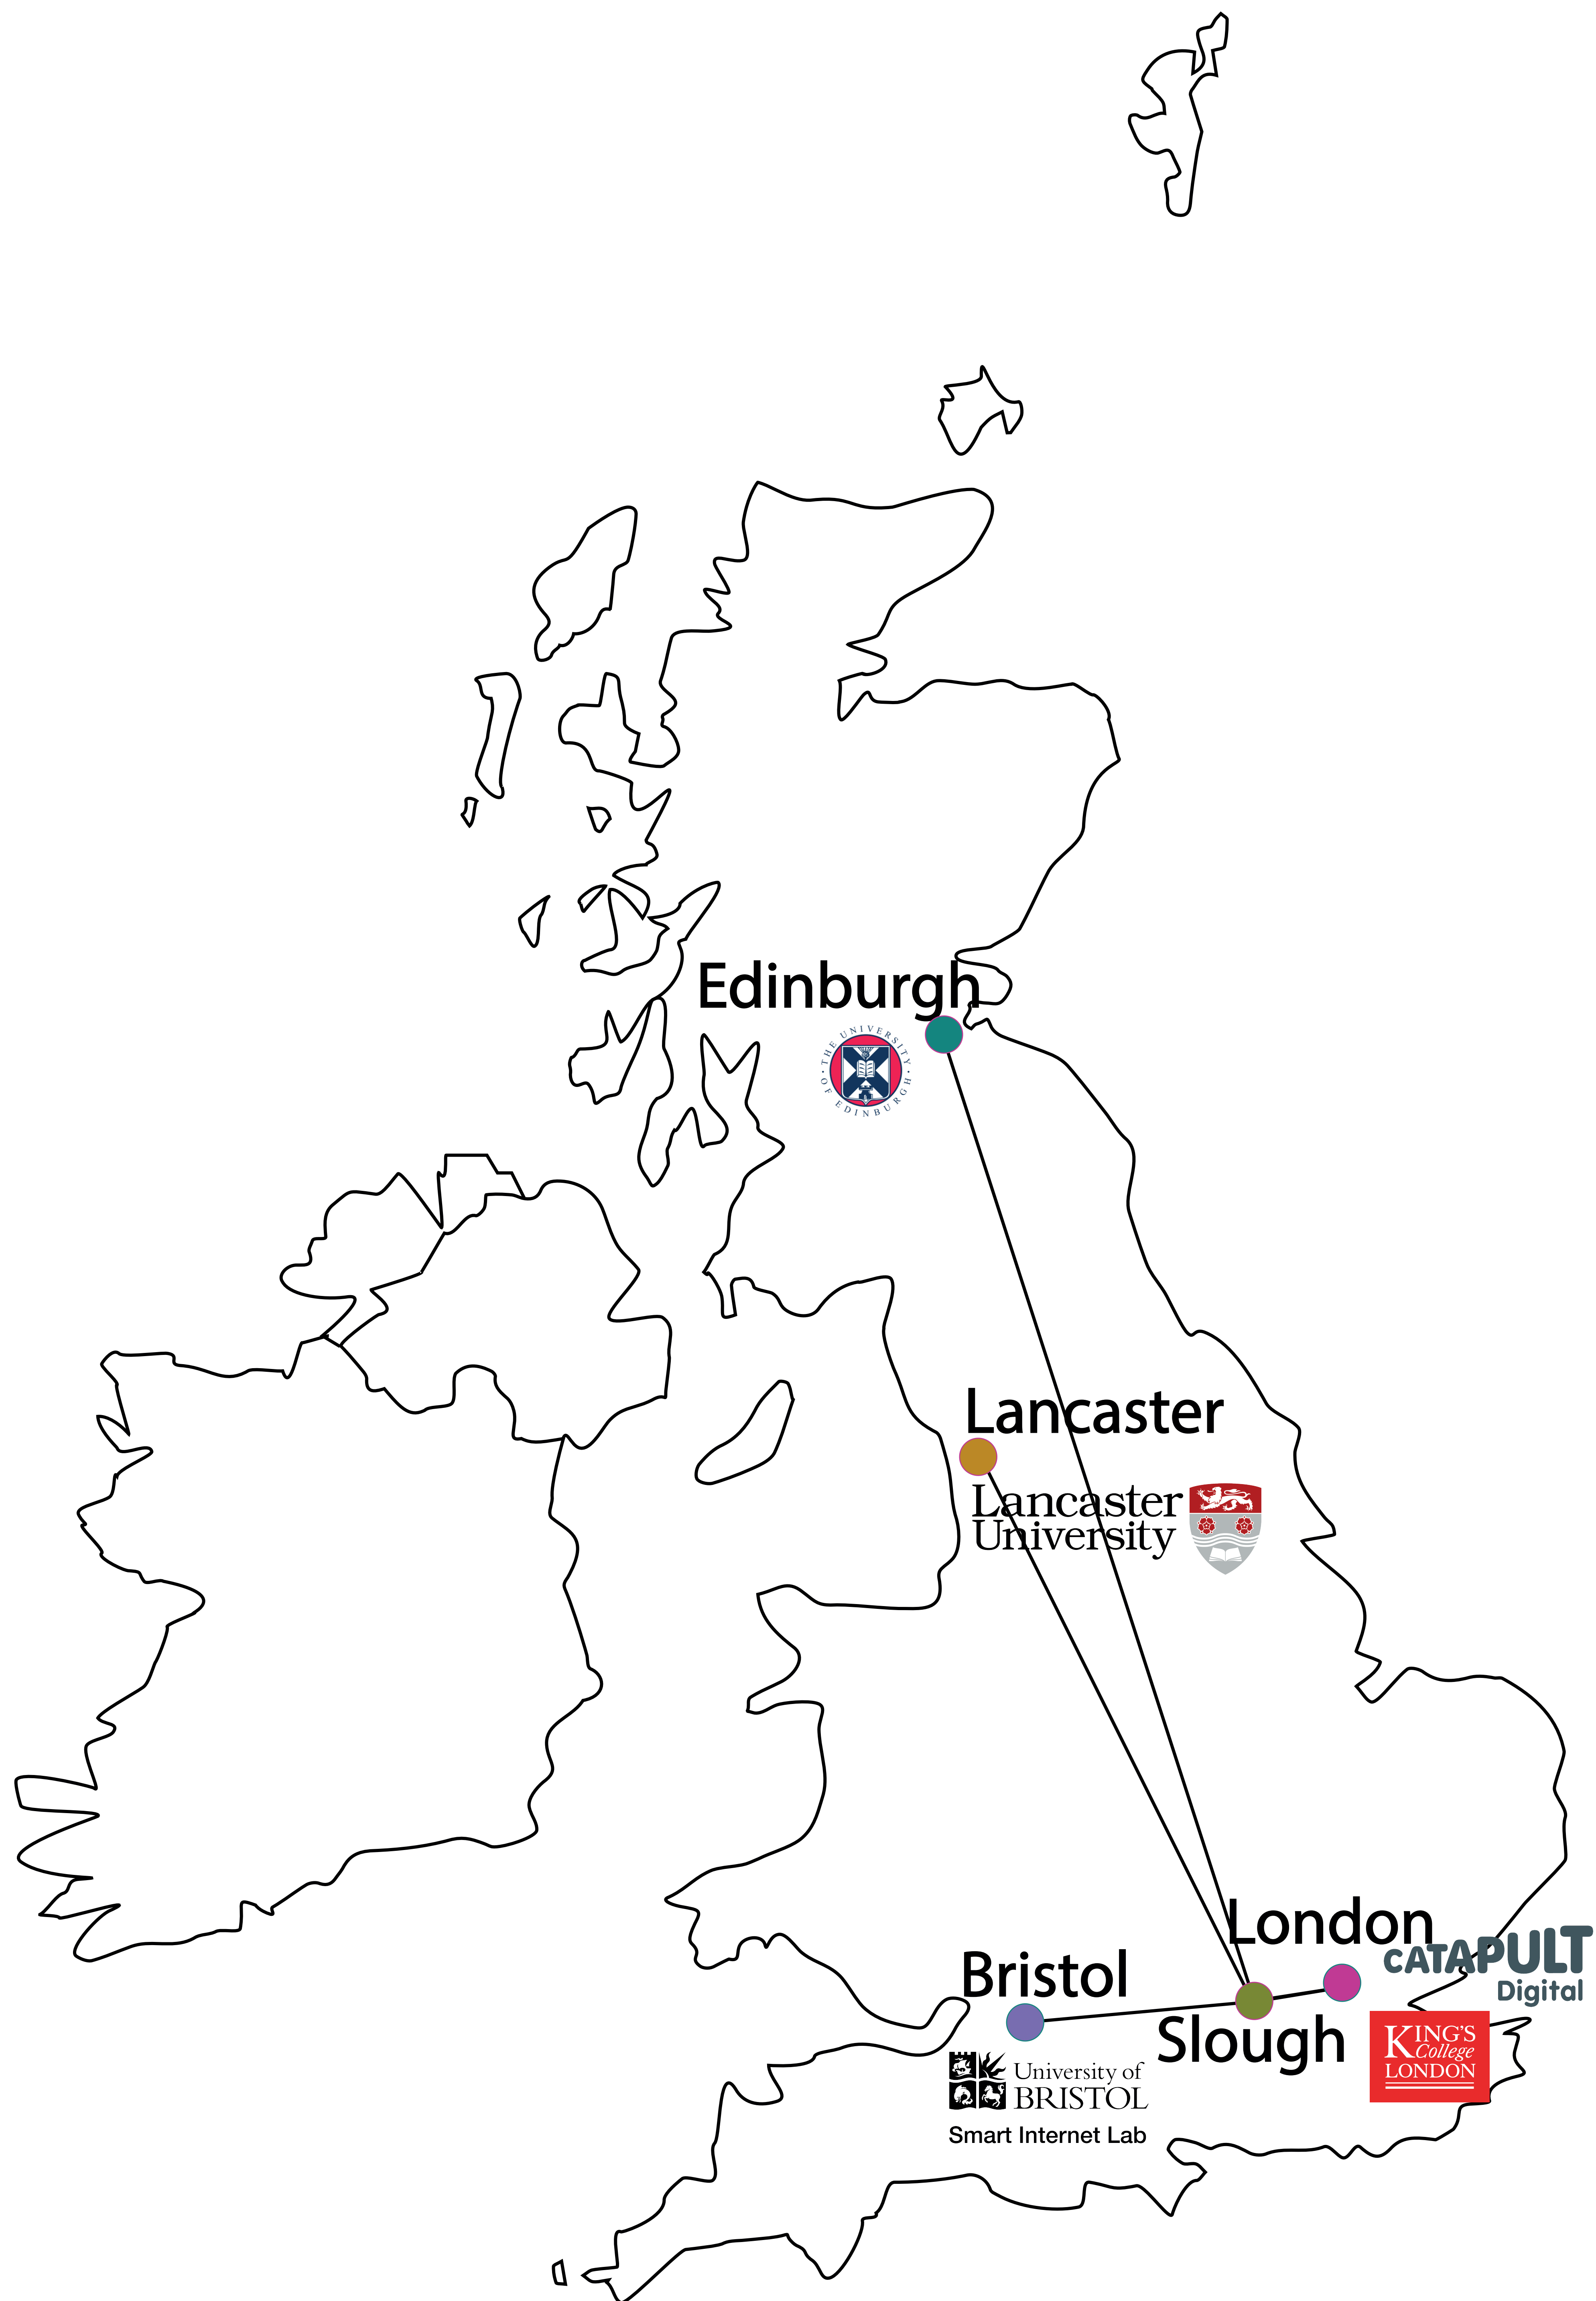 Edinburgh
THE UNIVERSITY OF EDINBURGH
Lancaster
Lancaster
University
London
CATAPULT
Digital
Bristol
Slough
KING'S
College
LONDON
University of
BRISTOL
Smart Internet Lab